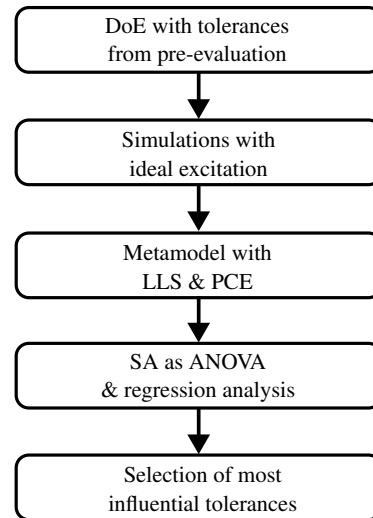 DoE with tolerances
from pre-evaluation
Simulations with
ideal excitation
Metamodel with
LLS & PCE
SA as ANOVA
& regression analysis
Selection of most
influential tolerances